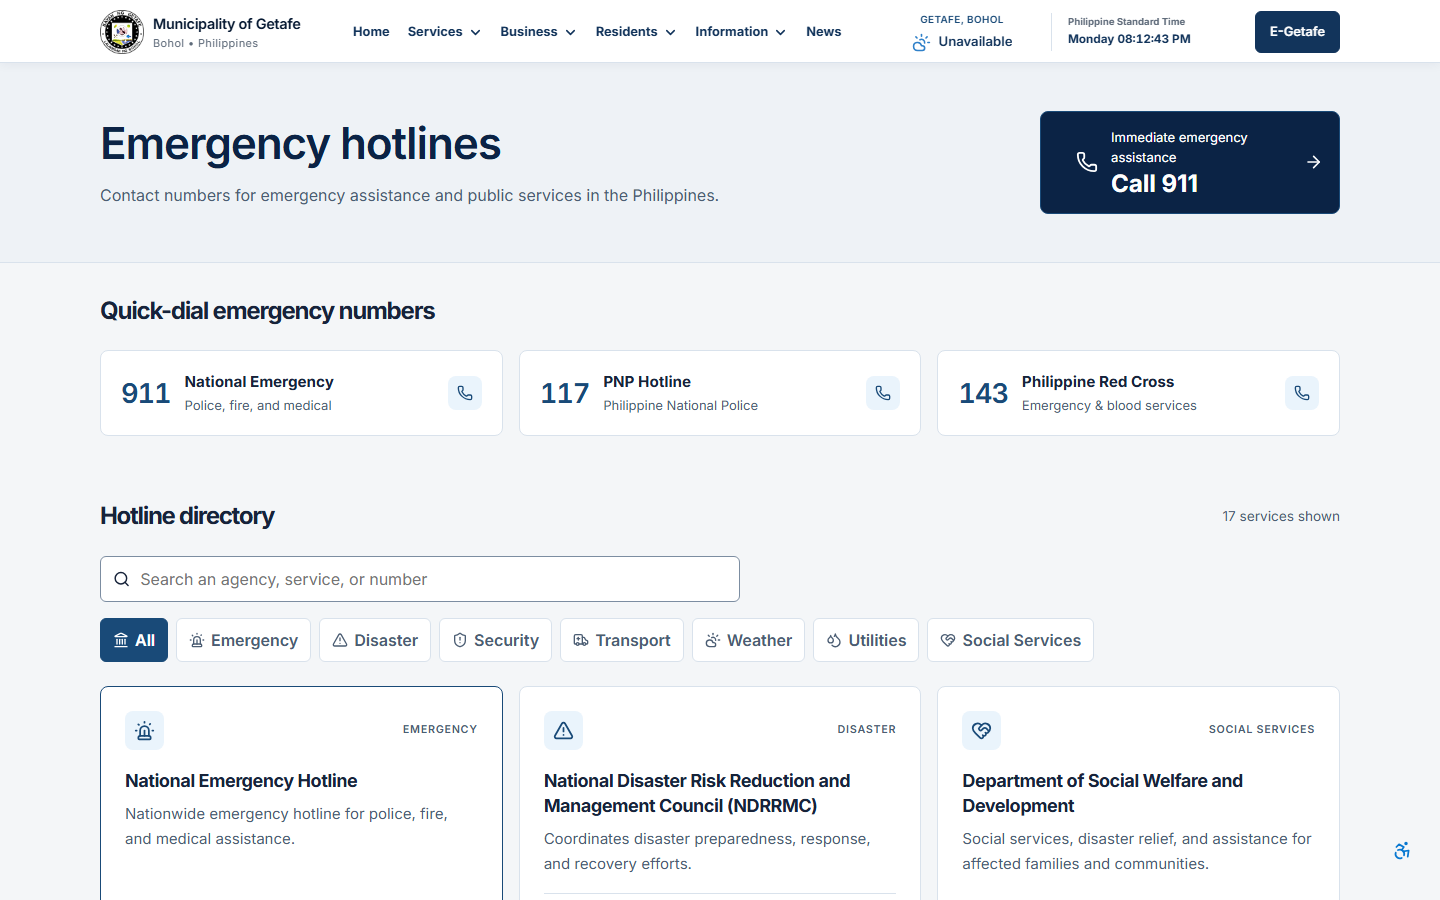 Municipality of Getafe
Bohol • Philippines
Home
Services
Business
Residents
Information
News
GETAFE, BOHOL
Unavailable
Philippine Standard Time
Monday 08:12:43 PM
E-Getafe
Emergency hotlines
Contact numbers for emergency assistance and public services in the Philippines.
Immediate emergency
assistance
Call 911
Quick-dial emergency numbers
911
National Emergency
Police, fire, and medical
117
PNP Hotline
Philippine National Police
143
Philippine Red Cross
Emergency & blood services
Hotline directory
17 services shown
Search an agency, service, or number
All
Emergency
Disaster
Security
Transport
Weather
Utilities
Social Services
EMERGENCY
National Emergency Hotline
Nationwide emergency hotline for police, fire,
and medical assistance.
DISASTER
National Disaster Risk Reduction and
Management Council (NDRRMC)
Coordinates disaster preparedness, response,
and recovery efforts.
SOCIAL SERVICES
Department of Social Welfare and
Development
Social services, disaster relief, and assistance for
affected families and communities.